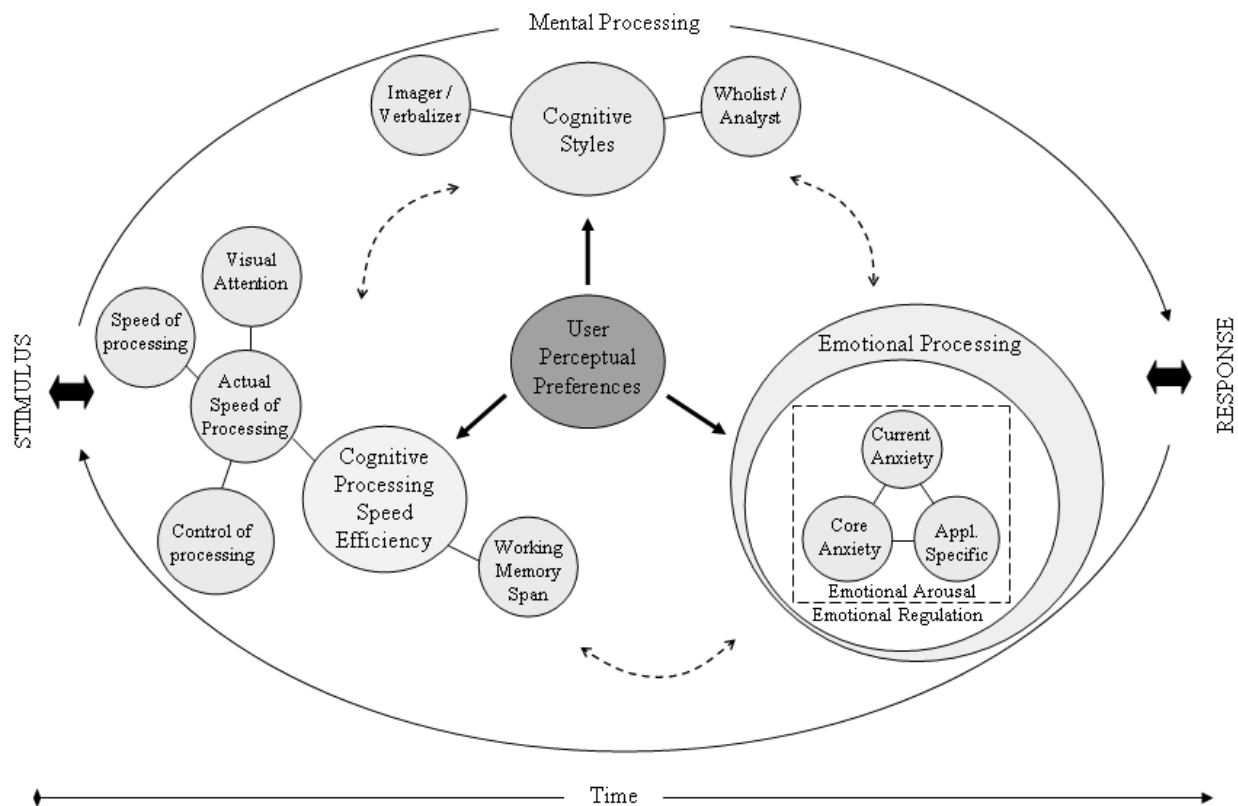 Mental Processing
Imager /
Verbalizer
Cognitive
Styles
Wholist /
Analyst
Visual
Attention
Speed of
processing
Actual
Speed of
Processing
Control of
processing
Cognitive
Processing
Speed
Efficiency
Working
Memory
Span
User
Perceptual
Preferences
Emotional Processing
Current
Anxiety
Core
Anxiety
Appl.
Specific
Emotional Arousal
Emotional Regulation
STIMULUS
RESPONSE
Time